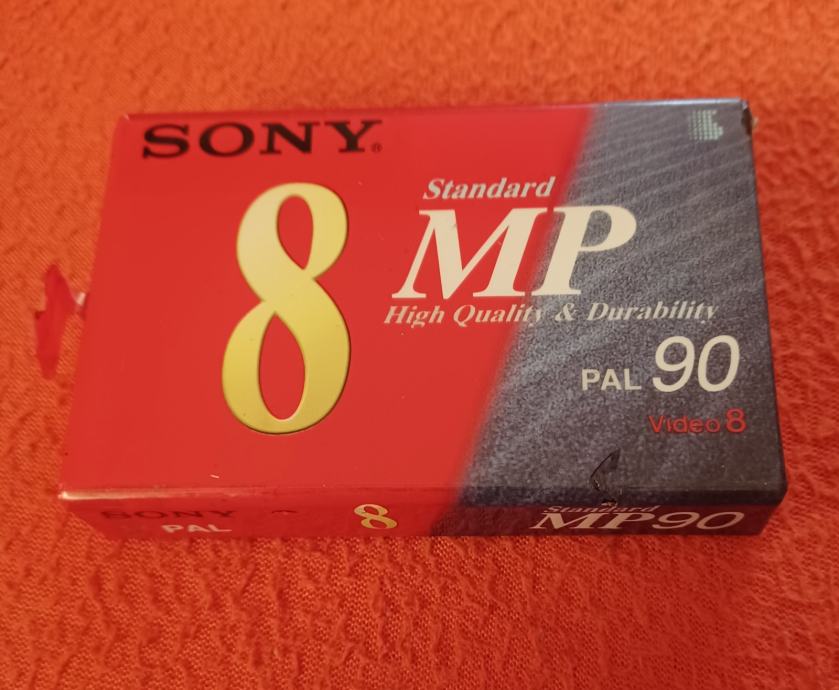 SONY®
8
Standard
MP
High Quality & Durability
PAL 90
Video 8
SONY
PAL
8
Standard
MP90